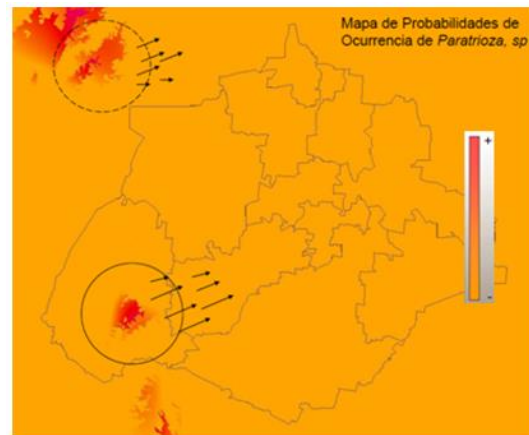 Mapa de Probabilidades de
Ocurrencia de Paratrioza, sp
+
-